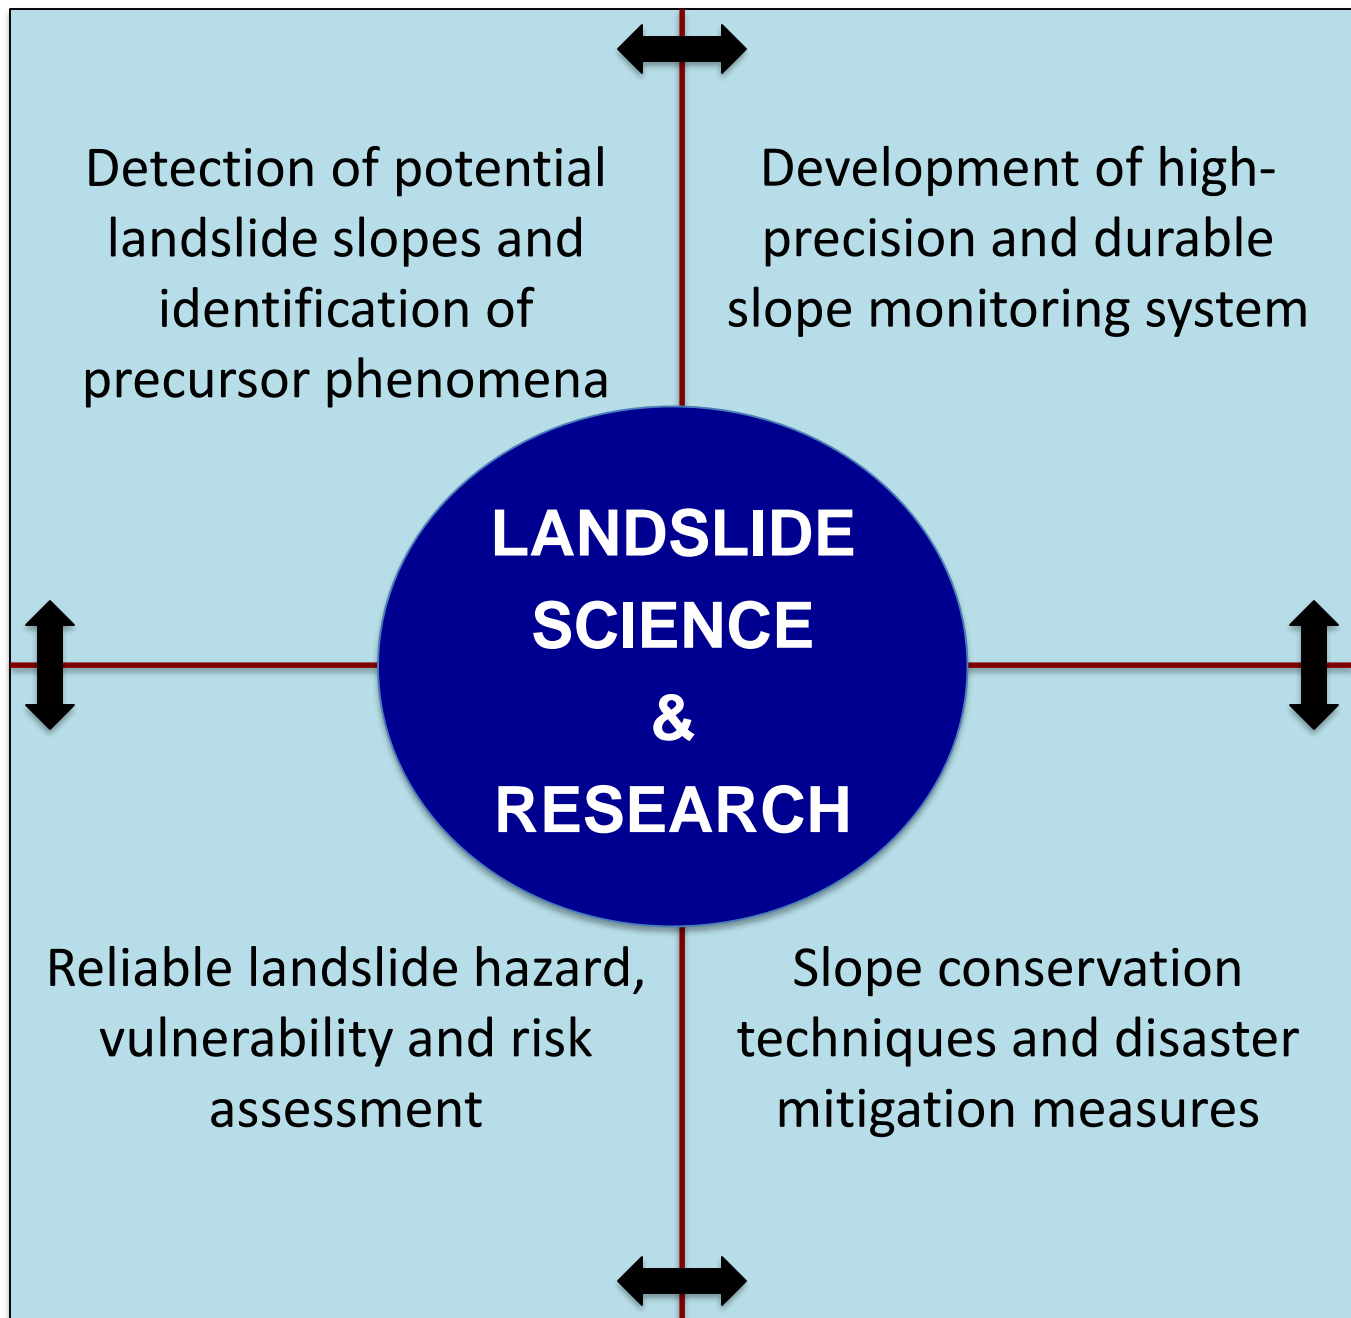 Detection of potential
landslide slopes and
identification of
precursor phenomena
Development of high-
precision and durable
slope monitoring system
LANDSLIDE
SCIENCE
&
RESEARCH
Reliable landslide hazard,
vulnerability and risk
assessment
Slope conservation
techniques and disaster
mitigation measures